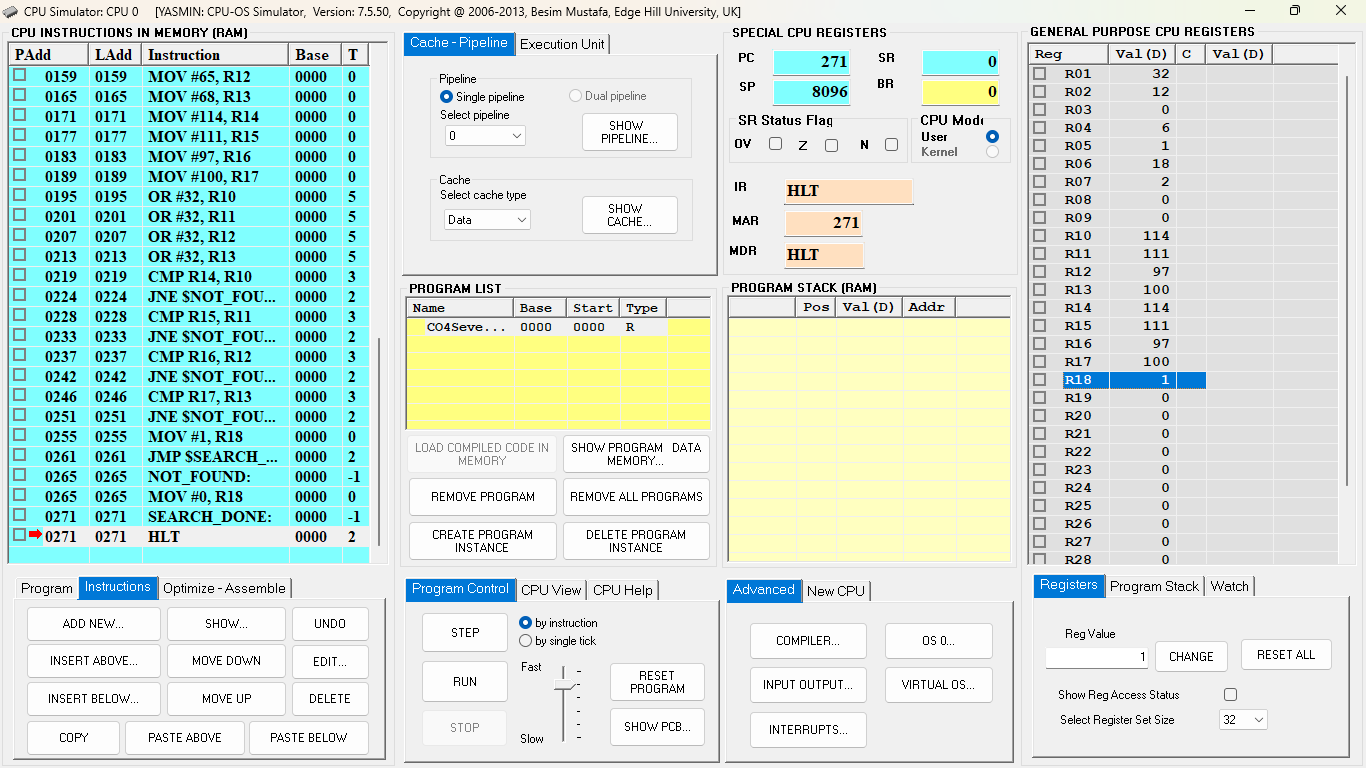 CPU Simulator: CPU 0    [YASMIN: CPU-OS Simulator,  Version: 7.5.50,  Copyright @ 2006-2013, Besim Mustafa, Edge Hill University, UK]
CPU INSTRUCTIONS IN MEMORY (RAM)
PAdd LAdd Instruction Base T
0159 0159 MOV #65, R12 0000 0
0165 0165 MOV #68, R13 0000 0
0171 0171 MOV #114, R14 0000 0
0177 0177 MOV #111, R15 0000 0
0183 0183 MOV #97, R16 0000 0
0189 0189 MOV #100, R17 0000 0
0195 0195 OR #32, R10 0000 5
0201 0201 OR #32, R11 0000 5
0207 0207 OR #32, R12 0000 5
0213 0213 OR #32, R13 0000 5
0219 0219 CMP R14, R10 0000 3
0224 0224 JNE $NOT_FOU... 0000 2
0228 0228 CMP R15, R11 0000 3
0233 0233 JNE $NOT_FOU... 0000 2
0237 0237 CMP R16, R12 0000 3
0242 0242 JNE $NOT_FOU... 0000 2
0246 0246 CMP R17, R13 0000 3
0251 0251 JNE $NOT_FOU... 0000 2
0255 0255 MOV #1, R18 0000 0
0261 0261 JMP $SEARCH_... 0000 2
0265 0265 NOT_FOUND: 0000 -1
0265 0265 MOV #0, R18 0000 0
0271 0271 SEARCH_DONE: 0000 -1
0271 0271 HLT 0000 2
Program Instructions Optimize - Assemble
ADD NEW... SHOW... UNDO
INSERT ABOVE... MOVE DOWN EDIT...
INSERT BELOW... MOVE UP DELETE
COPY PASTE ABOVE PASTE BELOW
Cache - Pipeline Execution Unit
Pipeline
Single pipeline Dual pipeline
Select pipeline
0
SHOW
PIPELINE...
Cache
Select cache type
Data
SHOW
CACHE...
PROGRAM LIST
Name Base Start Type
CO4Seve... 0000 0000 R
LOAD COMPILED CODE IN
MEMORY
SHOW PROGRAM DATA
MEMORY...
REMOVE PROGRAM REMOVE ALL PROGRAMS
CREATE PROGRAM
INSTANCE
DELETE PROGRAM
INSTANCE
Program Control CPU View CPU Help
STEP
by instruction
by single tick
RUN
Fast
STOP
Slow
RESET
PROGRAM
SHOW PCB...
SPECIAL CPU REGISTERS
PC 271 SR 0
SP 8096 BR 0
SR Status Flag
OV Z N
CPU Mode
User
Kernel
IR HLT
MAR 271
MDR HLT
PROGRAM STACK (RAM)
Pos Val(D) Addr
Advanced New CPU
COMPILER... OS 0...
INPUT OUTPUT... VIRTUAL OS...
INTERRUPTS...
GENERAL PURPOSE CPU REGISTERS
Reg Val(D) C Val(D)
R01 32
R02 12
R03 0
R04 6
R05 1
R06 18
R07 2
R08 0
R09 0
R10 114
R11 111
R12 97
R13 100
R14 114
R15 111
R16 97
R17 100
R18 1
R19 0
R20 0
R21 0
R22 0
R23 0
R24 0
R25 0
R26 0
R27 0
R28 0
Registers Program Stack Watch
Reg Value
1 CHANGE RESET ALL
Show Reg Access Status
Select Register Set Size 32